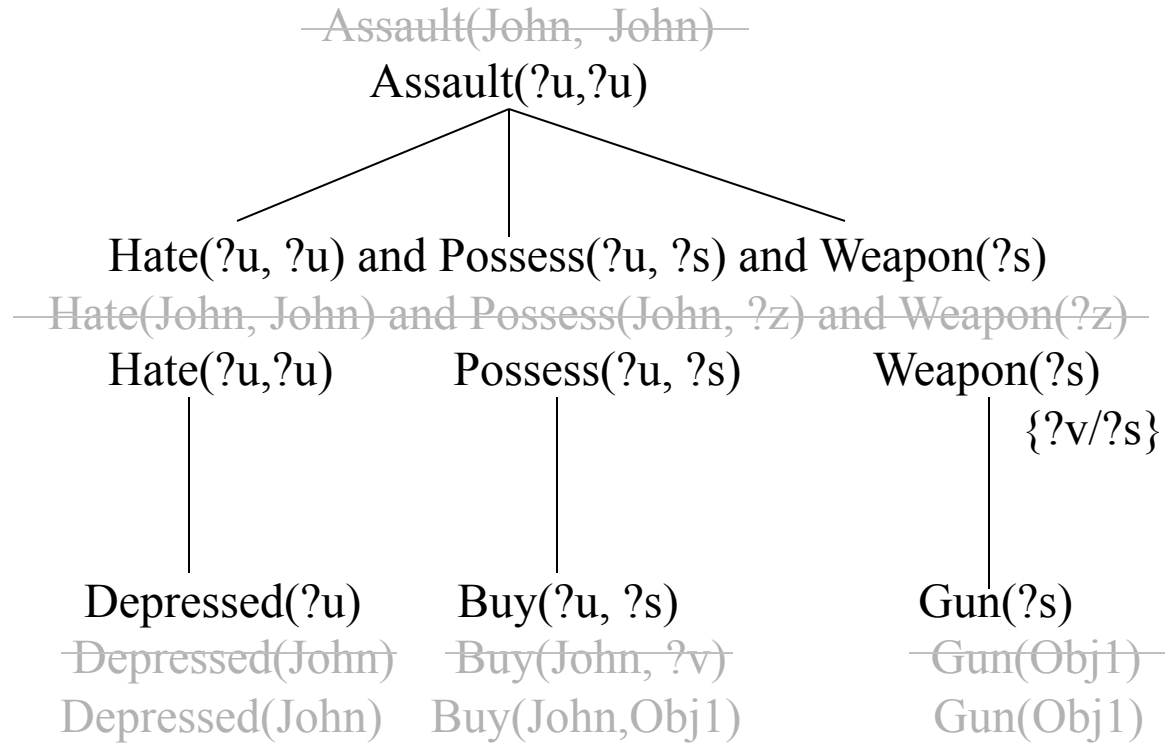 Assault(John, John)
Assault(?u,?u)
Hate(?u, ?u) and Possess(?u, ?s) and Weapon(?s)
Hate(John, John) and Possess(John, ?z) and Weapon(?z)
Hate(?u,?u) Possess(?u, ?s) Weapon(?s)
{?v/?s}
Depressed(?u) Buy(?u, ?s) Gun(?s)
Depressed(John) Buy(John, ?v) Gun(Obj1)
Depressed(John) Buy(John,Obj1) Gun(Obj1)